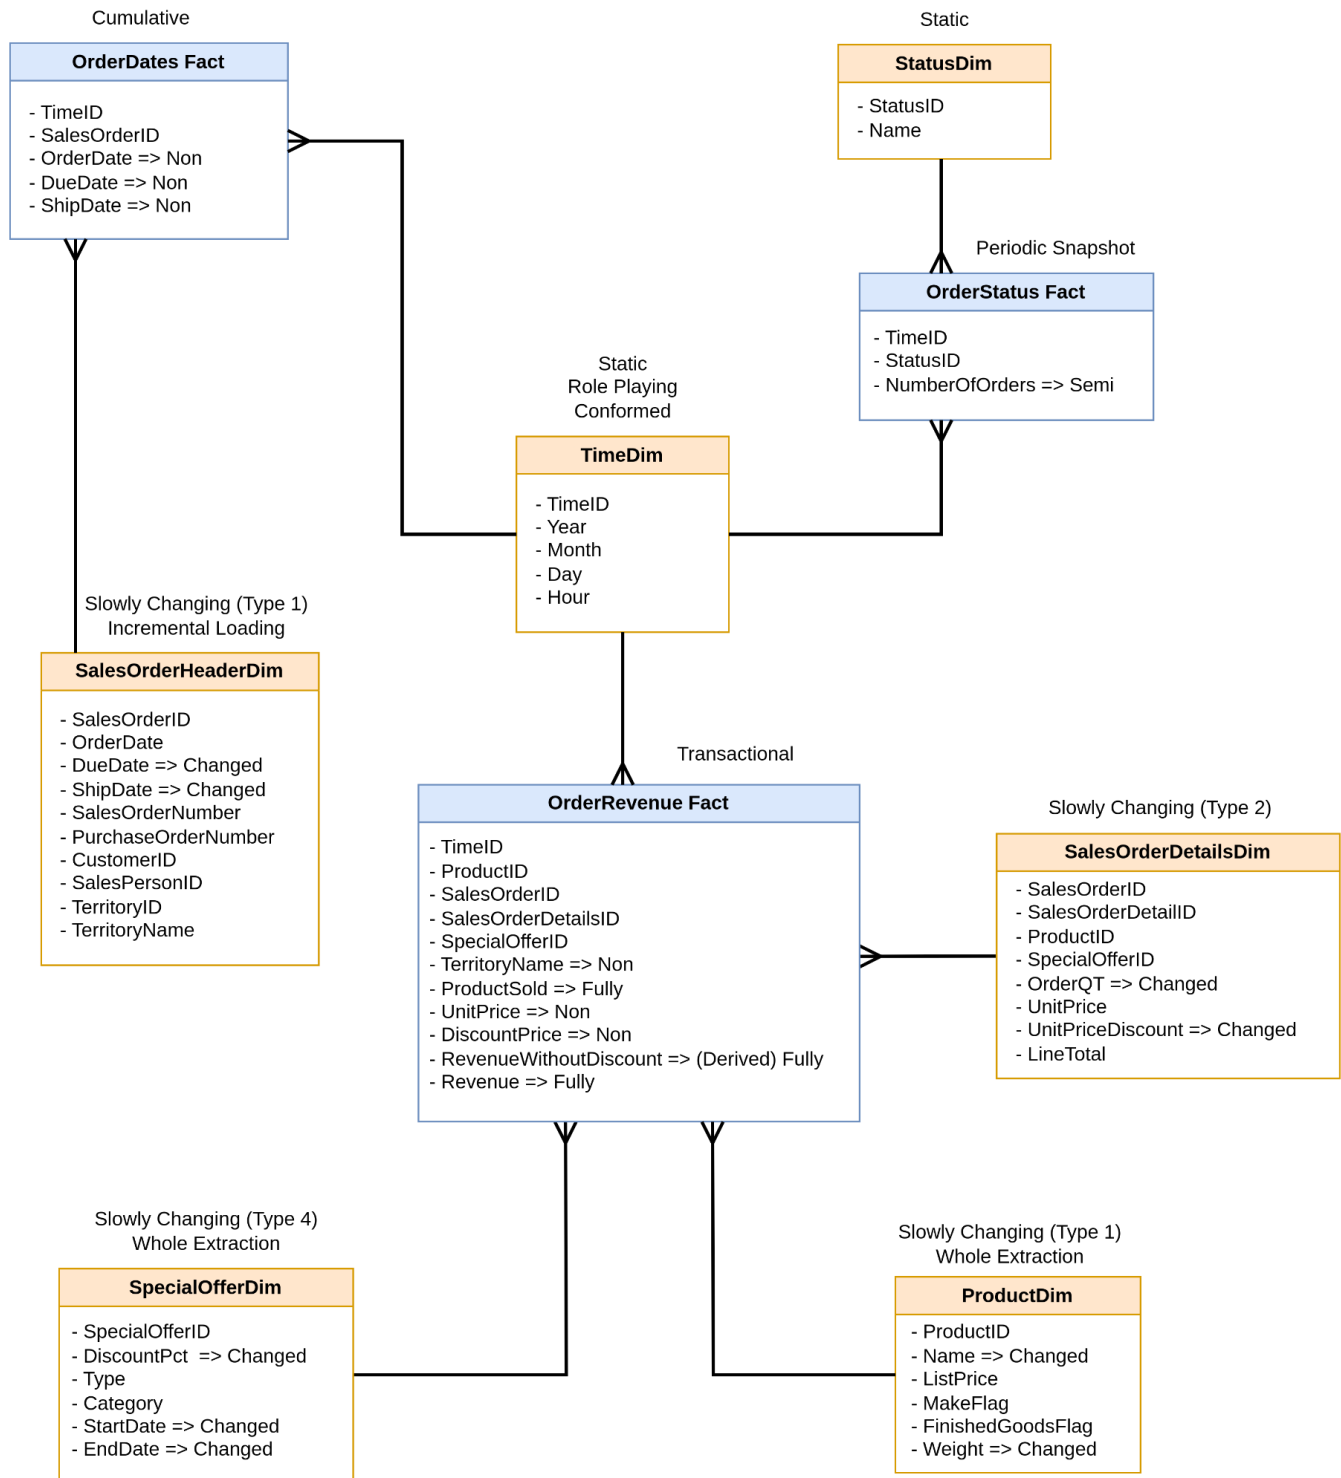 Cumulative
OrderDates Fact
- TimeID
- SalesOrderID
- OrderDate => Non
- DueDate => Non
- ShipDate => Non
Static
StatusDim
- StatusID
- Name
Periodic Snapshot
OrderStatus Fact
- TimeID
- StatusID
- NumberOfOrders => Semi
Static
Role Playing
Conformed
TimeDim
- TimeID
- Year
- Month
- Day
- Hour
Slowly Changing (Type 1)
Incremental Loading
SalesOrderHeaderDim
- SalesOrderID
- OrderDate
- DueDate => Changed
- ShipDate => Changed
- SalesOrderNumber
- PurchaseOrderNumber
- CustomerID
- SalesPersonID
- TerritoryID
- TerritoryName
Transactional
OrderRevenue Fact
- TimeID
- ProductID
- SalesOrderID
- SalesOrderDetailsID
- SpecialOfferID
- TerritoryName => Non
- ProductSold => Fully
- UnitPrice => Non
- DiscountPrice => Non
- RevenueWithoutDiscount => (Derived) Fully
- Revenue => Fully
Slowly Changing (Type 2)
SalesOrderDetailsDim
- SalesOrderID
- SalesOrderDetailID
- ProductID
- SpecialOfferID
- OrderQT => Changed
- UnitPrice
- UnitPriceDiscount => Changed
- LineTotal
Slowly Changing (Type 4)
Whole Extraction
SpecialOfferDim
- SpecialOfferID
- DiscountPct => Changed
- Type
- Category
- StartDate => Changed
- EndDate => Changed
Slowly Changing (Type 1)
Whole Extraction
ProductDim
- ProductID
- Name => Changed
- ListPrice
- MakeFlag
- FinishedGoodsFlag
- Weight => Changed